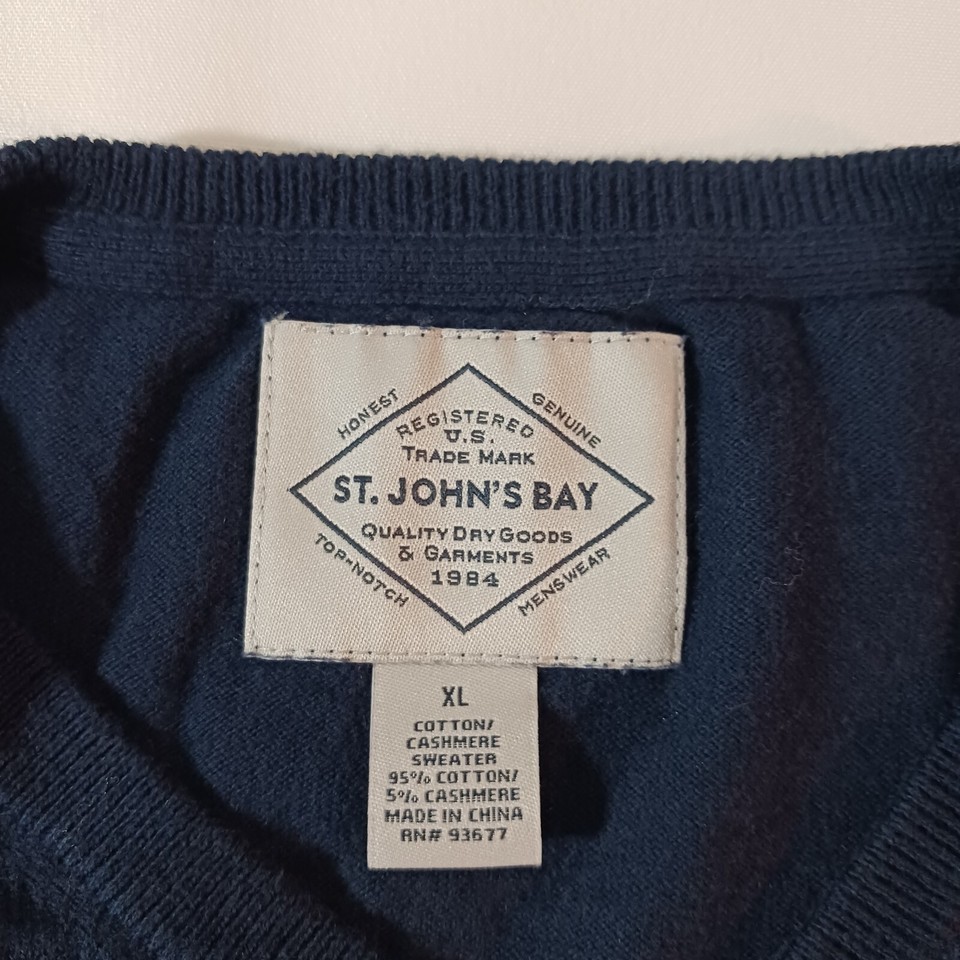 HONEST
GENUINE
REGISTERED
U.S.
TRADE MARK
ST. JOHN'S BAY
QUALITY DRY GOODS
& GARMENTS
1984
TOP-NOTCH
MENSWEAR
XL
COTTON/
CASHMERE
SWEATER
95% COTTON/
5% CASHMERE
MADE IN CHINA
RN# 93677